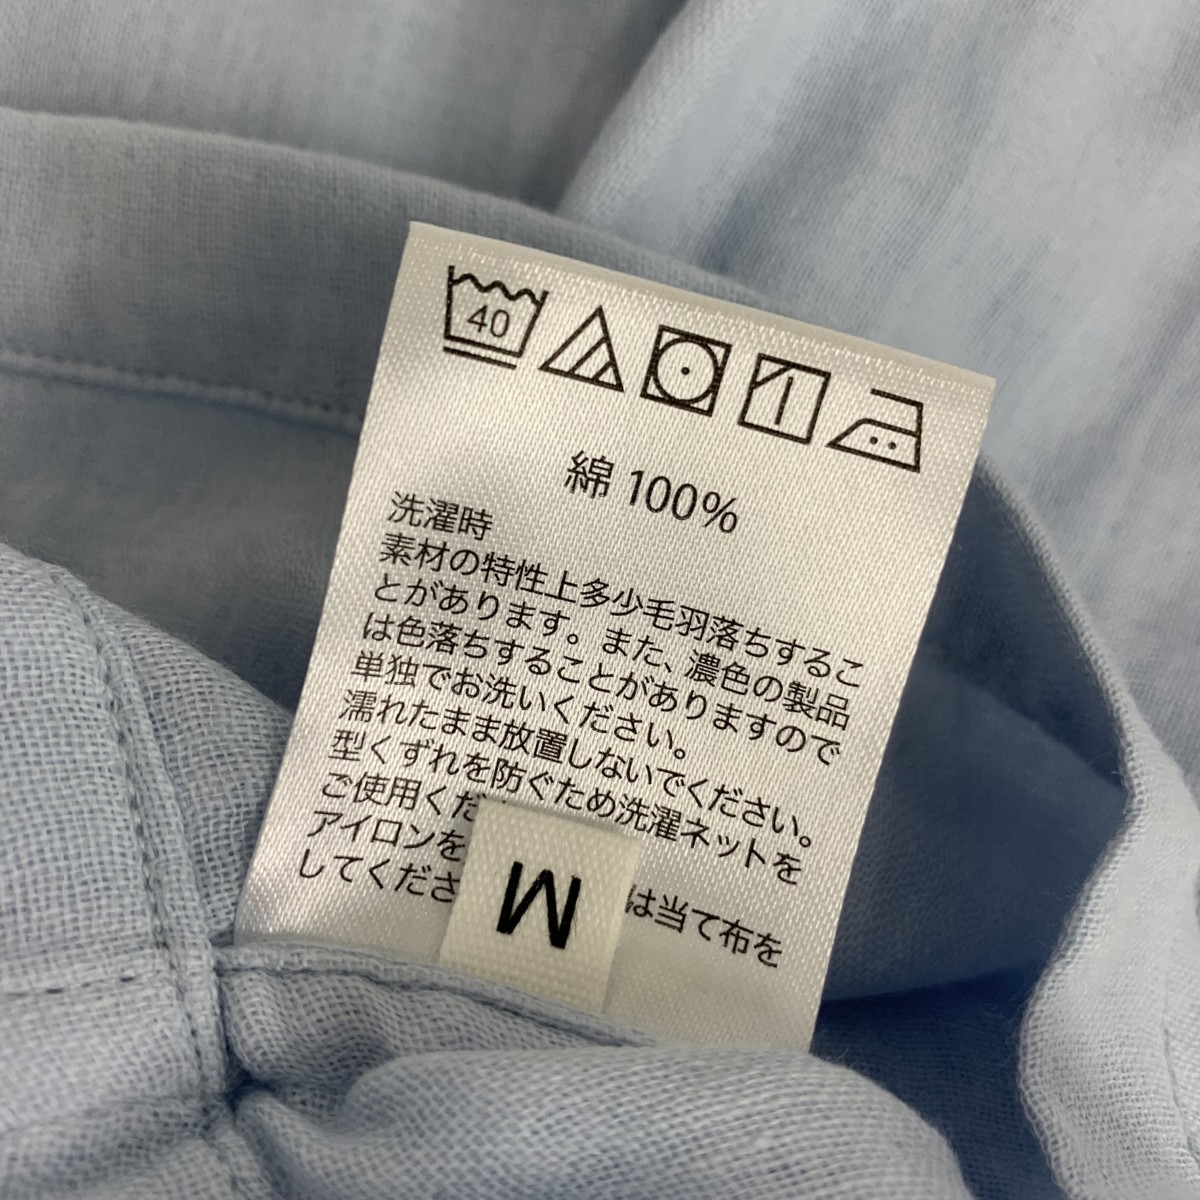 40
綿 100%
洗濯時
素材の特性上多少毛羽落ちするこ
とがあります。また、濃色の製品
は色落ちすることがありますので
単独でお洗いください。
濡れたまま放置しないでください。
型くずれを防ぐため洗濯ネットを
ご使用くだ
アイロンを は当て布を
してくださ
M